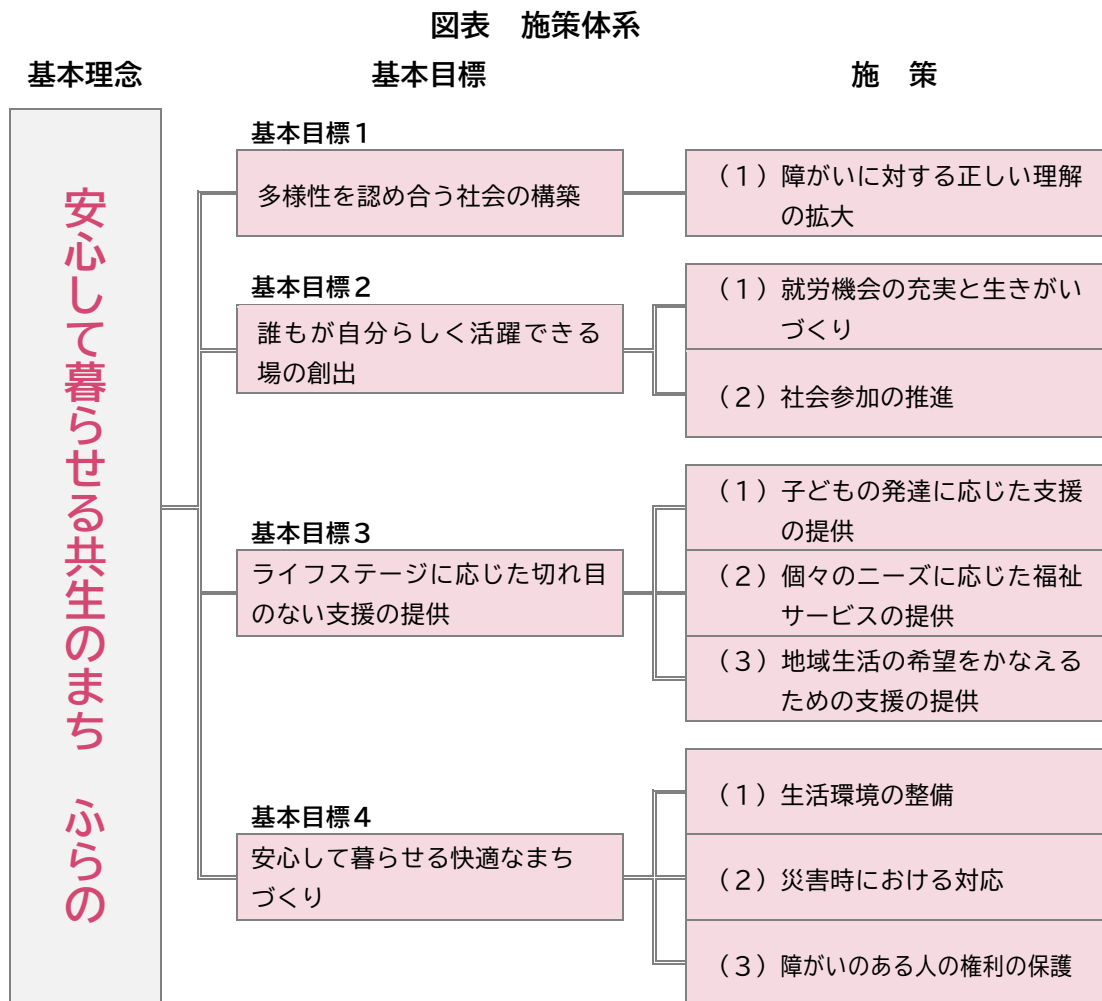 図表　施策体系
基本理念
基本目標
施　策
安心して暮らせる共生のまち　ふらの
基本目標１
多様性を認め合う社会の構築
（１）障がいに対する正しい理解
の拡大
基本目標２
誰もが自分らしく活躍できる
場の創出
（１）就労機会の充実と生きがい
づくり
（２）社会参加の推進
基本目標３
ライフステージに応じた切れ目
のない支援の提供
（１）子どもの発達に応じた支援
の提供
（２）個々のニーズに応じた福祉
サービスの提供
（３）地域生活の希望をかなえる
ための支援の提供
基本目標４
安心して暮らせる快適なまち
づくり
（１）生活環境の整備
（２）災害時における対応
（３）障がいのある人の権利の保護